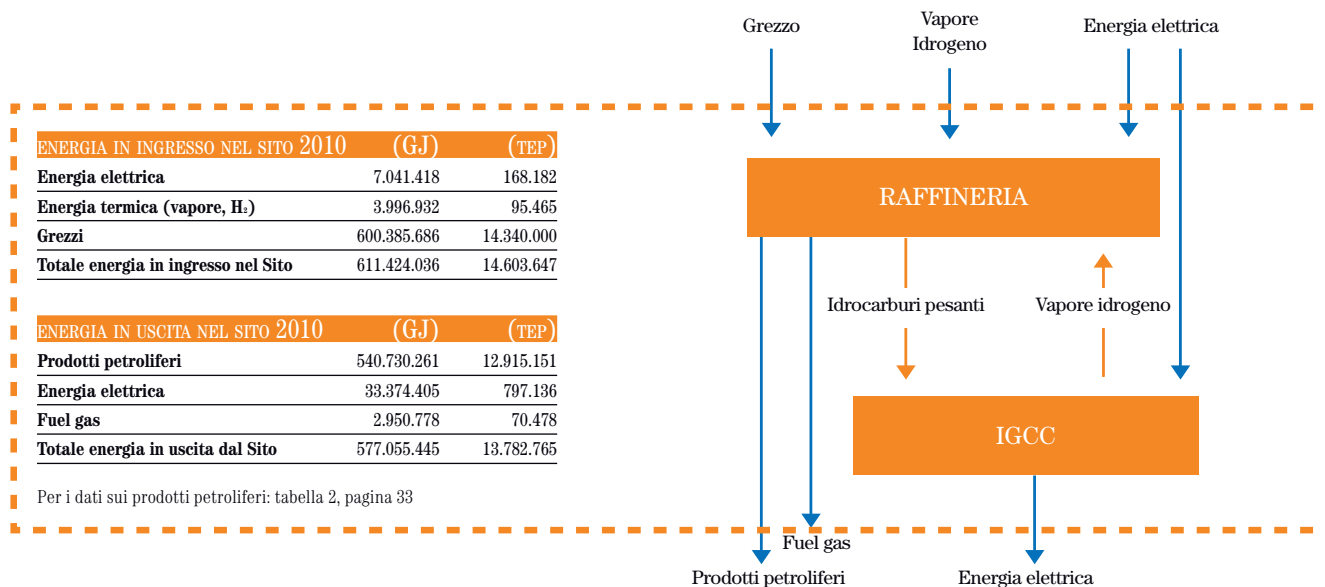 Grezzo
Vapore
Idrogeno
Energia elettrica
ENERGIA IN INGRESSO NEL SITO 2010 (GJ) (TEP)
Energia elettrica 7.041.418 168.182
Energia termica (vapore, H₂) 3.996.932 95.465
Grezzi 600.385.686 14.340.000
Totale energia in ingresso nel Sito 611.424.036 14.603.647
ENERGIA IN USCITA NEL SITO 2010 (GJ) (TEP)
Prodotti petroliferi 540.730.261 12.915.151
Energia elettrica 33.374.405 797.136
Fuel gas 2.950.778 70.478
Totale energia in uscita dal Sito 577.055.445 13.782.765
Per i dati sui prodotti petroliferi: tabella 2, pagina 33
RAFFINERIA
Idrocarburi pesanti
Vapore idrogeno
IGCC
Fuel gas
Prodotti petroliferi
Energia elettrica